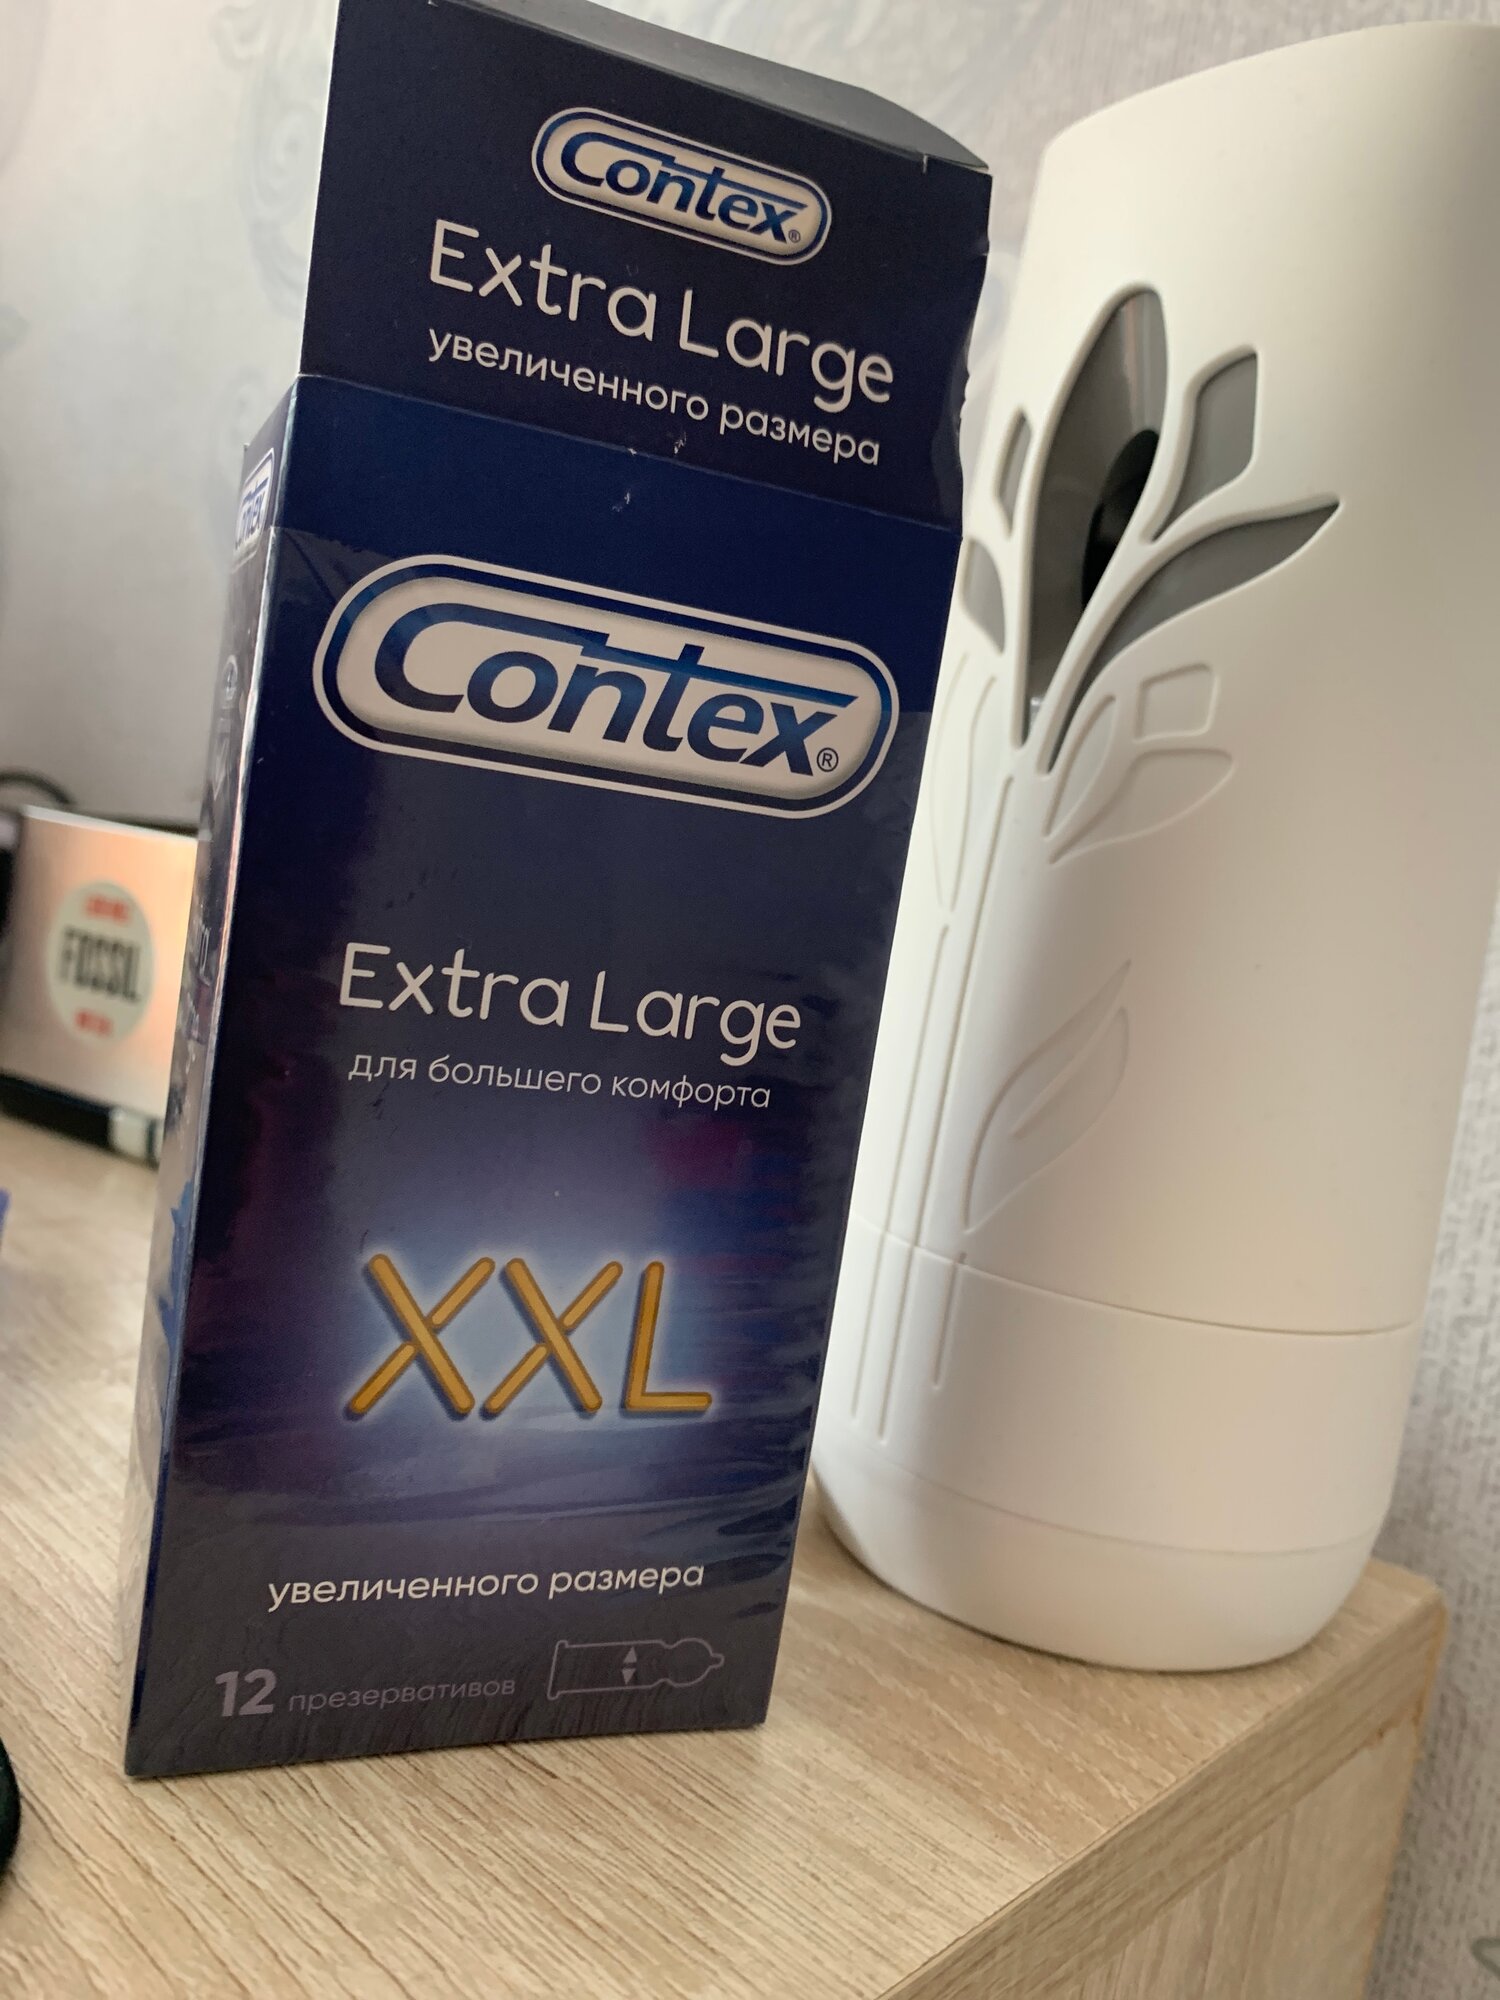 Contex®
Extra Large
увеличенного размера
Contex®
Extra Large
для большего комфорта
XXL
увеличенного размера
12 презервативов
FOSSIL